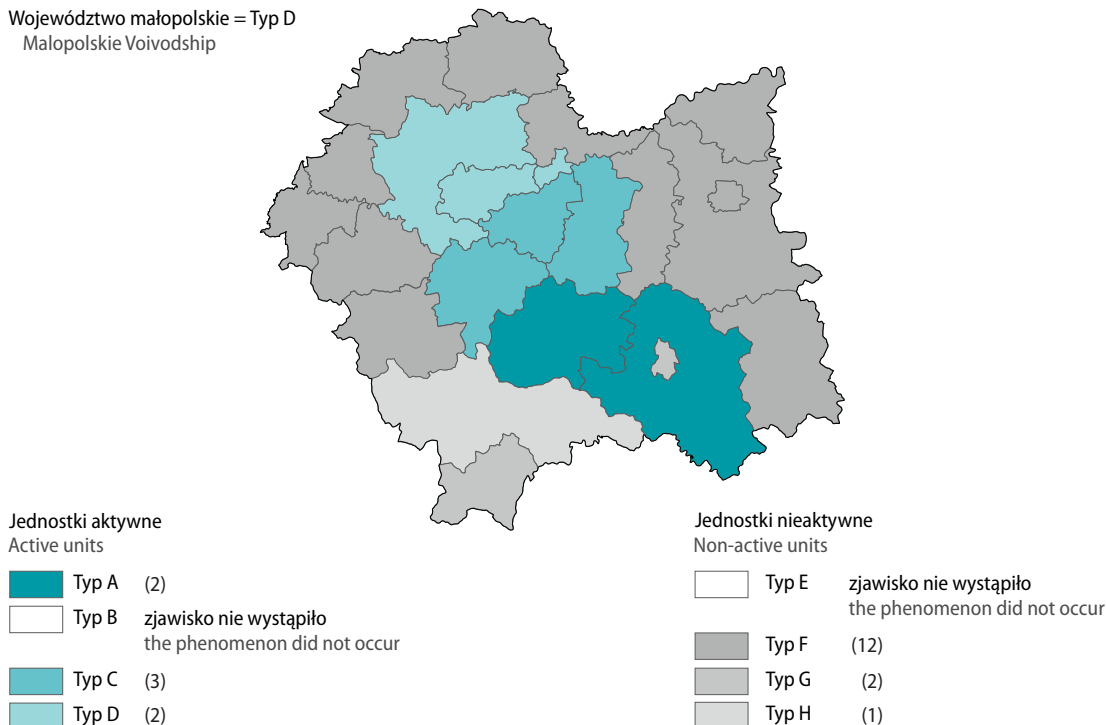 Województwo małopolskie = Typ D
Malopolskie Voivodship
Jednostki aktywne
Active units
Typ A (2)
Typ B zjawisko nie wystąpiło
the phenomenon did not occur
Typ C (3)
Typ D (2)
Jednostki nieaktywne
Non-active units
Typ E zjawisko nie wystąpiło
the phenomenon did not occur
Typ F (12)
Typ G (2)
Typ H (1)